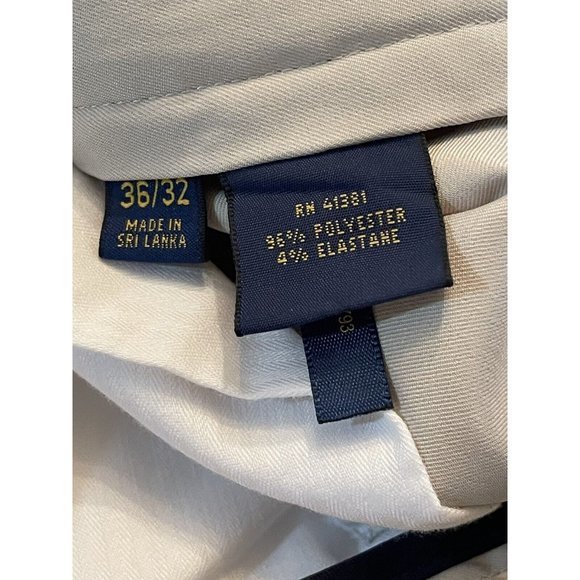 36/32
MADE IN
SRI LANKA
RN 41381
96% POLYESTER
4% ELASTANE